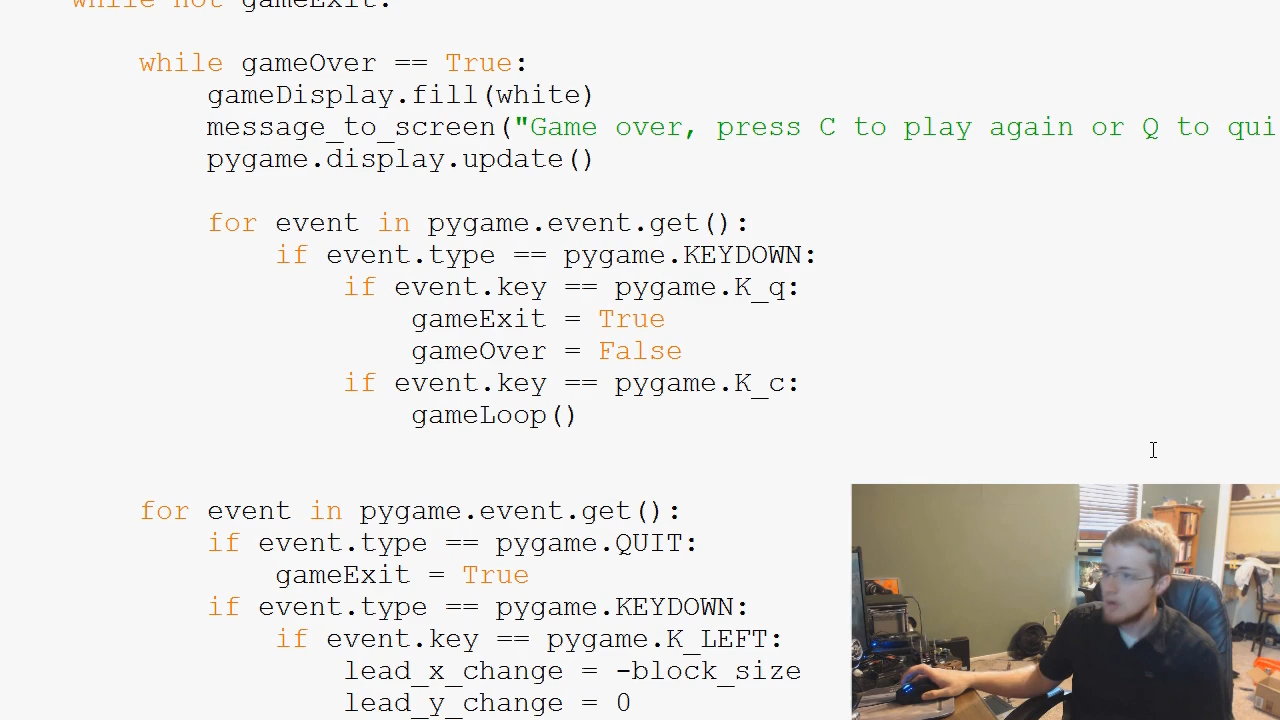 while not gameExit:
while gameOver == True:
gameDisplay.fill(white)
message_to_screen("Game over, press C to play again or Q to qui
pygame.display.update()
for event in pygame.event.get():
if event.type == pygame.KEYDOWN:
if event.key == pygame.K_q:
gameExit = True
gameOver = False
if event.key == pygame.K_c:
gameLoop()
for event in pygame.event.get():
if event.type == pygame.QUIT:
gameExit = True
if event.type == pygame.KEYDOWN:
if event.key == pygame.K_LEFT:
lead_x_change = -block_size
lead_y_change = 0